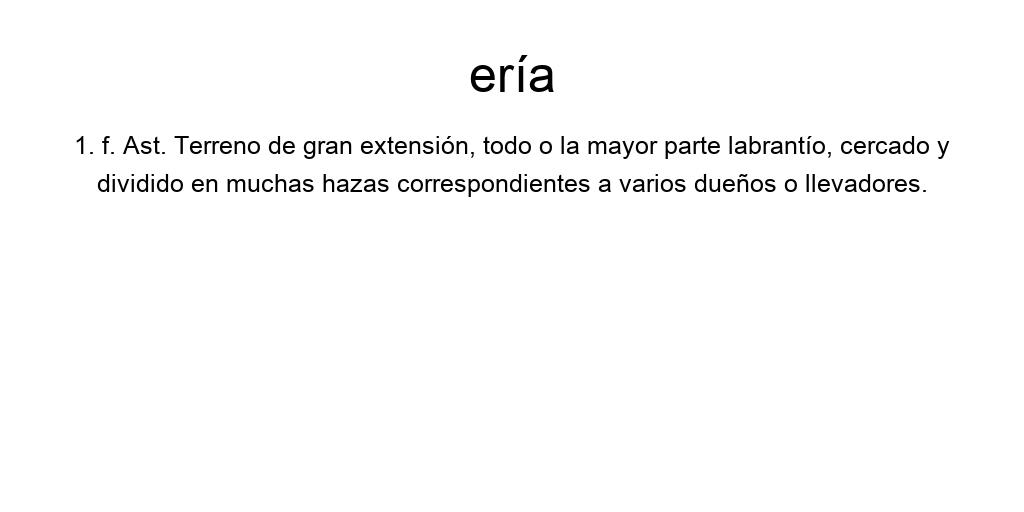 ería
1. f. Ast. Terreno de gran extensión, todo o la mayor parte labrantío, cercado y
dividido en muchas hazas correspondientes a varios dueños o llevadores.